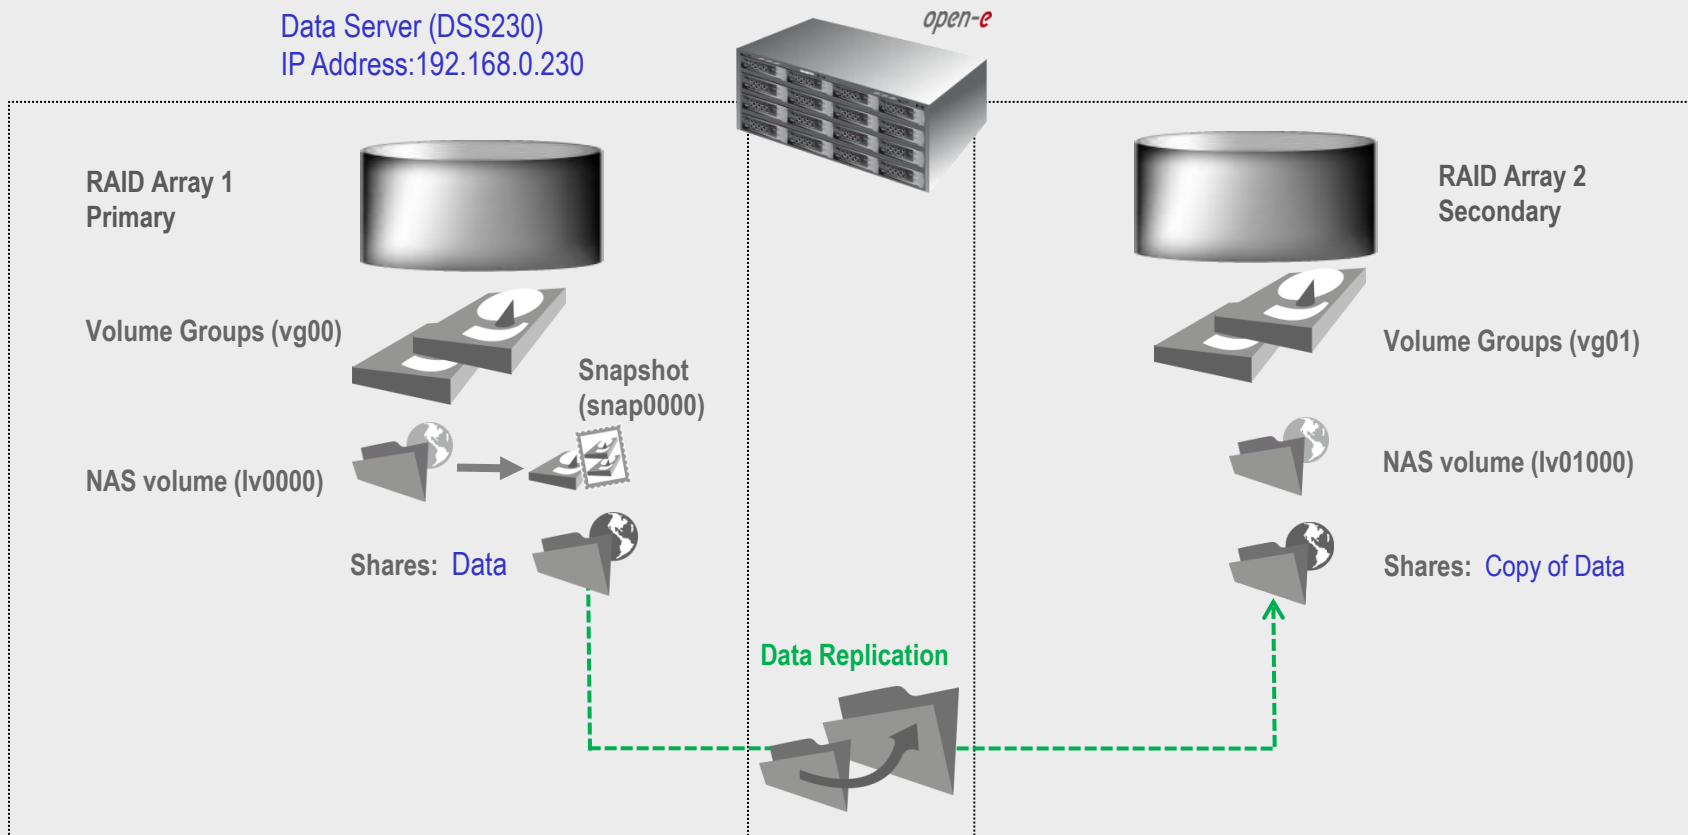 Data Server (DSS230)
IP Address:192.168.0.230
open-e
RAID Array 1
Primary
RAID Array 2
Secondary
Volume Groups (vg00)
Volume Groups (vg01)
Snapshot
(snap0000)
NAS volume (lv0000)
NAS volume (lv01000)
Shares: Data
Shares: Copy of Data
Data Replication